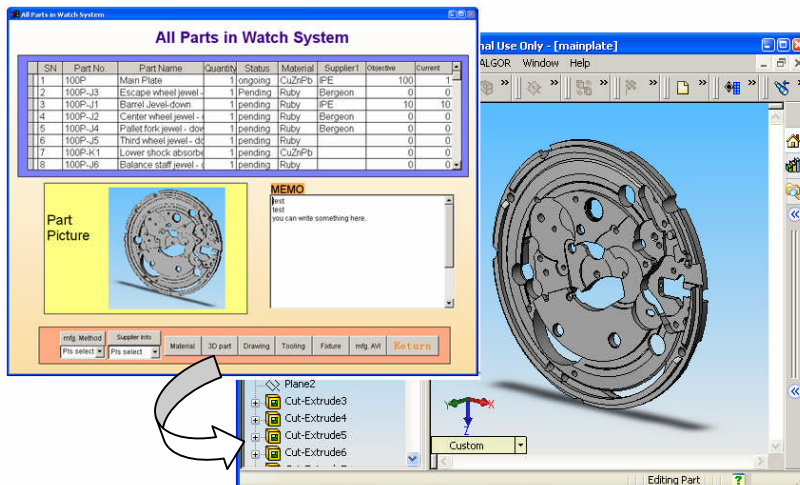 All Parts in Watch System
All Parts in Watch System
SN Part No. Part Name Quantity Status Material Supplier1 Objective Current
1 100P Main Plate 1 ongoing CuZnPb IPE 100 1
2 100P-J3 Escape wheel jewel - 1 Pending Ruby Bergeon 0 0
3 100P-J1 Barrel Jevel-down 1 pending Ruby IPE 10 10
4 100P-J2 Center wheel jewel - 1 pending Ruby Bergeon 0 0
5 100P-J4 Pallet fork jewel - dow 1 pending Ruby Bergeon 0 0
6 100P-J5 Third wheel jewel - do 1 pending Ruby 0 0
7 100P-K1 Lower shock absorbe 1 pending CuZnPb 0 0
8 100P-J6 Balance staff jewel - 1 pending Ruby 0 0
Part
Picture
MEMO
test
test
you can write something here.
mfg. Method Supplier info
Pls select Pls select
Material 3D part Drawing Tooling Fixture mfg. AVI Return
nal Use Only - [mainplate]
ALGOR Window Help
Plane2
Cut-Extrude3
Cut-Extrude4
Cut-Extrude5
Cut-Extrude6
Y X
Z
Custom
Editing Part